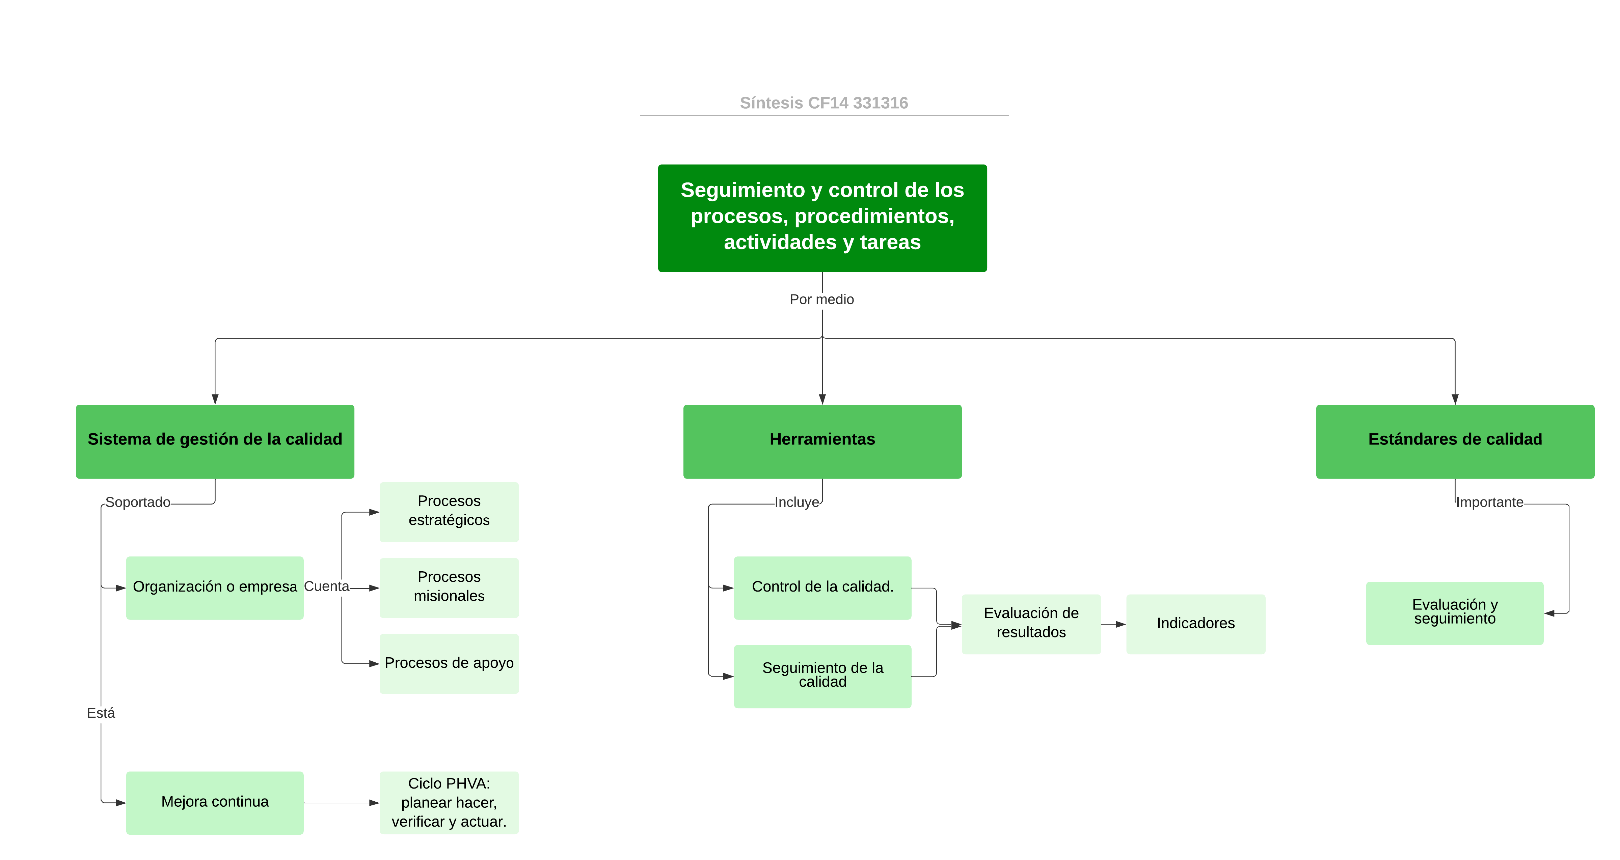 Síntesis CF14 331316
Seguimiento y control de los
procesos, procedimientos,
actividades y tareas
Por medio
Sistema de gestión de la calidad
Herramientas
Estándares de calidad
Soportado
Procesos
estratégicos
Organización o empresa
Cuenta
Procesos
misionales
Procesos de apoyo
Está
Mejora continua
Ciclo PHVA:
planear hacer,
verificar y actuar.
Incluye
Control de la calidad.
Seguimiento de la
calidad
Evaluación de
resultados
Indicadores
Importante
Evaluación y
seguimiento